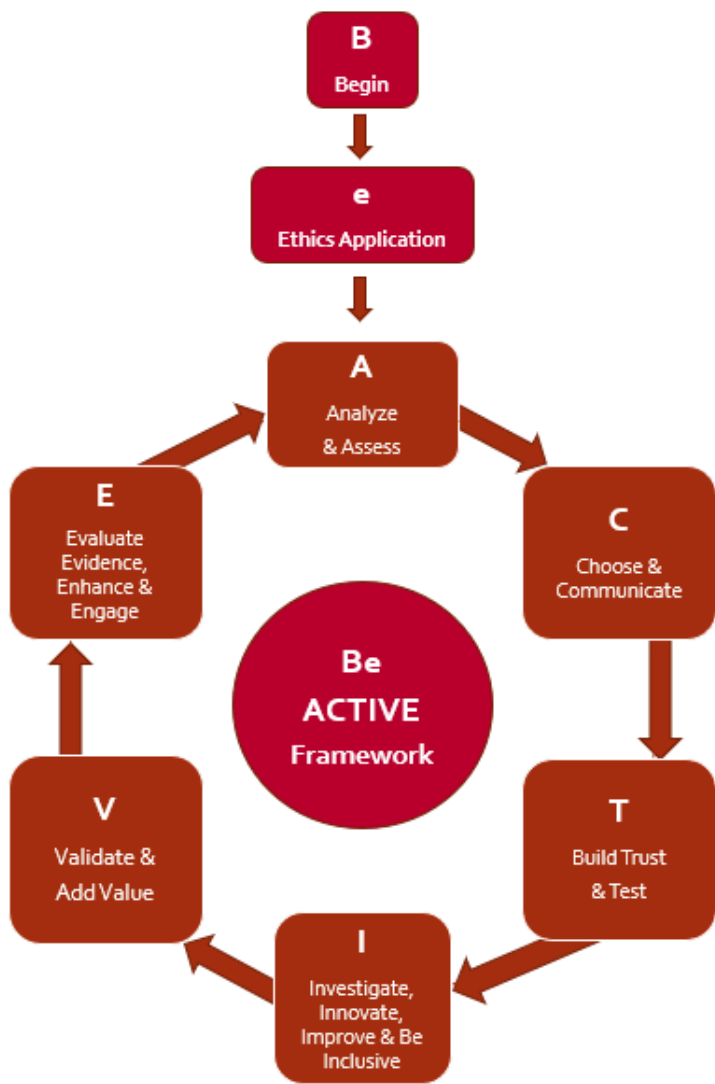 B
Begin
e
Ethics Application
A
Analyze
& Assess
C
Choose &
Communicate
T
Build Trust
& Test
I
Investigate,
Innovate,
Improve & Be
Inclusive
V
Validate &
Add Value
E
Evaluate
Evidence,
Enhance &
Engage
Be
ACTIVE
Framework